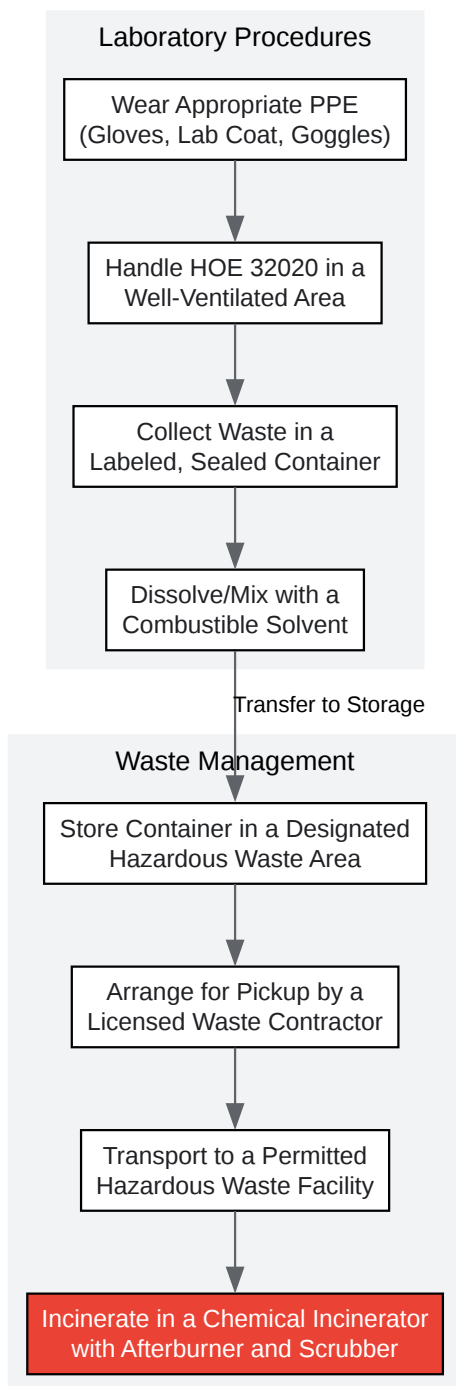 Laboratory Procedures
Wear Appropriate PPE
(Gloves, Lab Coat, Goggles)
Handle HOE 32020 in a
Well-Ventilated Area
Collect Waste in a
Labeled, Sealed Container
Dissolve/Mix with a
Combustible Solvent
Transfer to Storage
Waste Management
Store Container in a Designated
Hazardous Waste Area
Arrange for Pickup by a
Licensed Waste Contractor
Transport to a Permitted
Hazardous Waste Facility
Incinerate in a Chemical Incinerator
with Afterburner and Scrubber